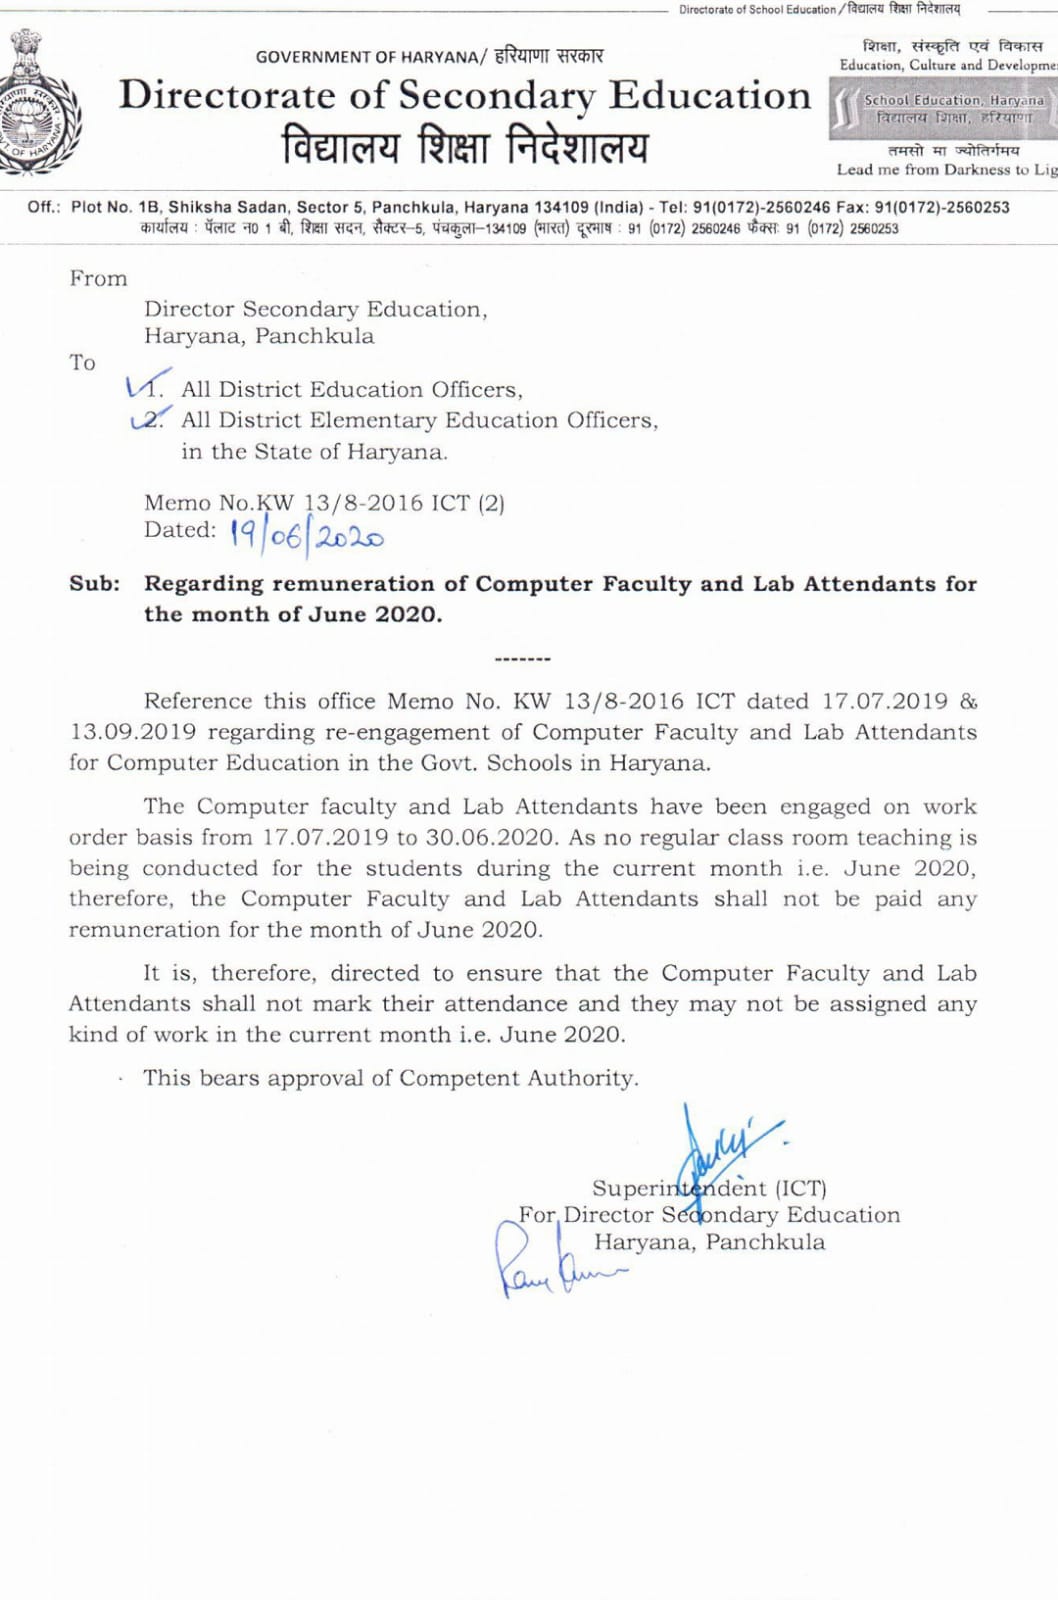 Directorate of School Education / विद्यालय शिक्षा निदेशालय
GOVERNMENT OF HARYANA/ हरियाणा सरकार
Directorate of Secondary Education
विद्यालय शिक्षा निदेशालय
शिक्षा, संस्कृति एवं विकास
Education, Culture and Developme
School Education, Haryana
विद्यालय शिक्षा, हरियाणा
तमसो मा ज्योतिर्गमय
Lead me from Darkness to Lig
Off.: Plot No. 1B, Shiksha Sadan, Sector 5, Panchkula, Haryana 134109 (India) - Tel: 91(0172)-2560246 Fax: 91(0172)-2560253
कार्यालय : पॅलाट न0 1 बी, शिक्षा सदन, सैक्टर–5, पंचकुला–134109 (भारत) दूरभाष : 91 (0172) 2560246 फैक्सः 91 (0172) 2560253
From
Director Secondary Education,
Haryana, Panchkula
To
1. All District Education Officers,
2. All District Elementary Education Officers,
in the State of Haryana.
Memo No.KW 13/8-2016 ICT (2)
Dated: 19/06/2020
Sub: Regarding remuneration of Computer Faculty and Lab Attendants for
the month of June 2020.
-------
Reference this office Memo No. KW 13/8-2016 ICT dated 17.07.2019 &
13.09.2019 regarding re-engagement of Computer Faculty and Lab Attendants
for Computer Education in the Govt. Schools in Haryana.
The Computer faculty and Lab Attendants have been engaged on work
order basis from 17.07.2019 to 30.06.2020. As no regular class room teaching is
being conducted for the students during the current month i.e. June 2020,
therefore, the Computer Faculty and Lab Attendants shall not be paid any
remuneration for the month of June 2020.
It is, therefore, directed to ensure that the Computer Faculty and Lab
Attendants shall not mark their attendance and they may not be assigned any
kind of work in the current month i.e. June 2020.
This bears approval of Competent Authority.
Superintendent (ICT)
For Director Secondary Education
Haryana, Panchkula